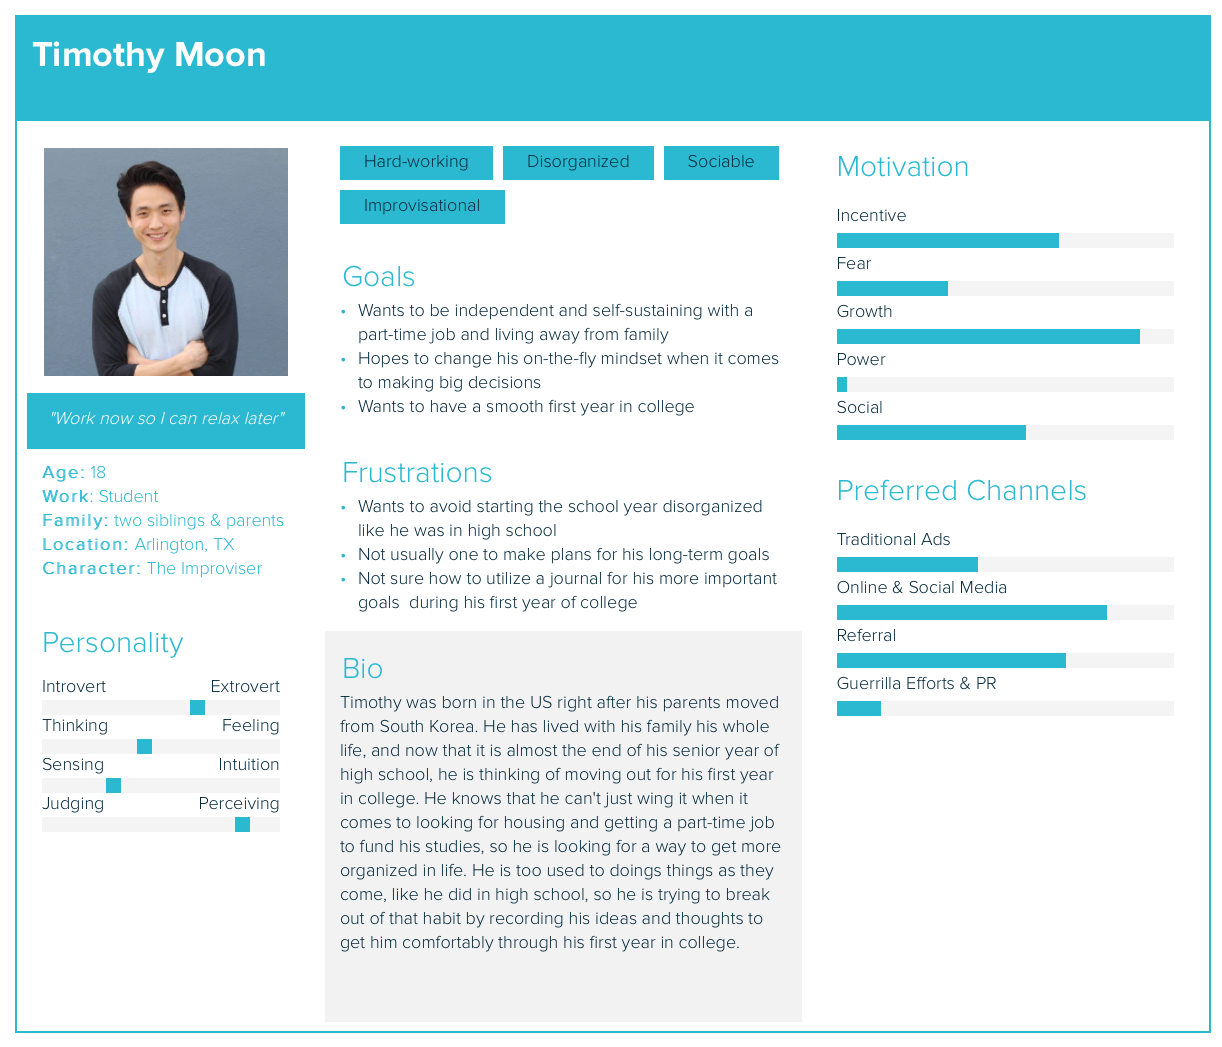 Timothy Moon
"Work now so I can relax later"
Age: 18
Work: Student
Family: two siblings & parents
Location: Arlington, TX
Character: The Improviser
Personality
Introvert Extrovert
Thinking Feeling
Sensing Intuition
Judging Perceiving
Hard-working Disorganized Sociable
Improvisational
Goals
• Wants to be independent and self-sustaining with a
part-time job and living away from family
• Hopes to change his on-the-fly mindset when it comes
to making big decisions
• Wants to have a smooth first year in college
Frustrations
• Wants to avoid starting the school year disorganized
like he was in high school
• Not usually one to make plans for his long-term goals
• Not sure how to utilize a journal for his more important
goals  during his first year of college
Bio
Timothy was born in the US right after his parents moved
from South Korea. He has lived with his family his whole
life, and now that it is almost the end of his senior year of
high school, he is thinking of moving out for his first year
in college. He knows that he can't just wing it when it
comes to looking for housing and getting a part-time job
to fund his studies, so he is looking for a way to get more
organized in life. He is too used to doings things as they
come, like he did in high school, so he is trying to break
out of that habit by recording his ideas and thoughts to
get him comfortably through his first year in college.
Motivation
Incentive
Fear
Growth
Power
Social
Preferred Channels
Traditional Ads
Online & Social Media
Referral
Guerrilla Efforts & PR